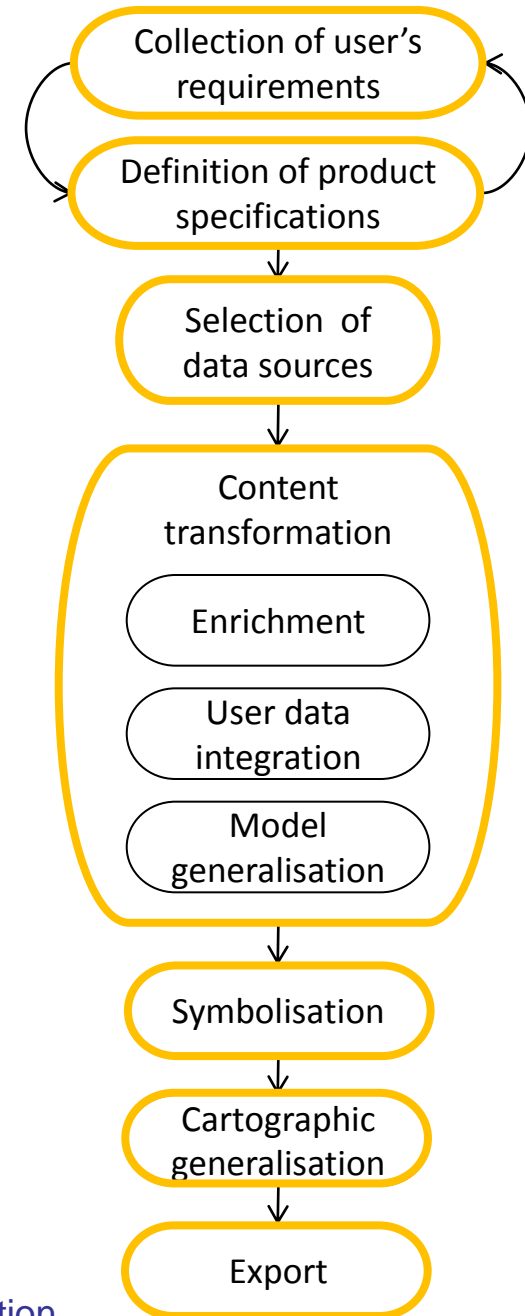 Collection of user’s
requirements
Definition of product
specifications
Selection of
data sources
Content
transformation
Enrichment
User data
integration
Model
generalisation
Symbolisation
Cartographic
generalisation
Export